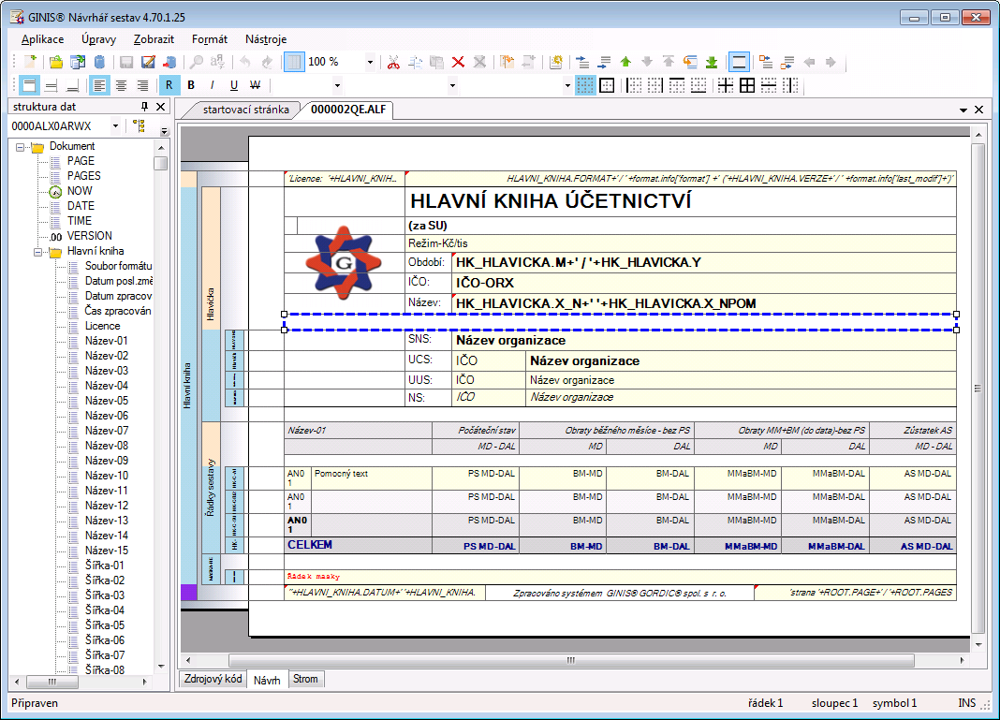 GINIS® Návrhář sestav 4.70.1.25
Aplikace Úpravy Zobrazit Formát Nástroje
100 %
R B I U W
struktura dat
startovací stránka 000002QE.ALF
0000ALX0ARWX
Dokument
PAGE
PAGES
NOW
DATE
TIME
.00 VERSION
Hlavní kniha
Soubor formátu
Datum posl.změ
Datum zpracov
Čas zpracován
Licence
Název-01
Název-02
Název-03
Název-04
Název-05
Název-06
Název-07
Název-08
Název-09
Název-10
Název-11
Název-12
Název-13
Název-14
Název-15
Šířka-01
Šířka-02
Šířka-03
Šířka-04
Šířka-05
Šířka-06
Šířka-07
Šířka-08
Hlavní kniha
Hlavička
Řádky sestavy
'Licence: '+HLAVNI_KNIH... HLAVNI_KNIHA.FORMAT+' / ' +format.info['format'] +' ('+HLAVNI_KNIHA.VERZE+' / ' +format.info['last_modif']+')'
HLAVNÍ KNIHA ÚČETNICTVÍ
(za SU)
Režim-Kč/tis
G
Období: HK_HLAVICKA.M+' / '+HK_HLAVICKA.Y
IČO: IČO-ORX
Název: HK_HLAVICKA.X_N+' '+HK_HLAVICKA.X_NPOM
SNS: Název organizace
UCS: IČO Název organizace
UUS: IČO Název organizace
NS: IČO Název organizace
Název-01 Počáteční stav Obraty běžného měsíce - bez PS Obraty MM+BM (do data)-bez PS Zůstatek AS
MD - DAL MD DAL MD DAL MD - DAL
AN01 Pomocný text PS MD-DAL BM-MD BM-DAL MMaBM-MD MMaBM-DAL AS MD-DAL
AN01 PS MD-DAL BM-MD BM-DAL MMaBM-MD MMaBM-DAL AS MD-DAL
AN01 PS MD-DAL BM-MD BM-DAL MMaBM-MD MMaBM-DAL AS MD-DAL
CELKEM PS MD-DAL BM-MD BM-DAL MMaBM-MD MMaBM-DAL AS MD-DAL
Řádek masky
''+HLAVNI_KNIHA.DATUM+' '+HLAVNI_KNIHA. Zpracováno systémem GINIS® GORDIC® spol. s r. o. 'strana '+ROOT.PAGE+' / '+ROOT.PAGES
Zdrojový kód Návrh Strom
Připraven řádek 1 sloupec 1 symbol 1 INS